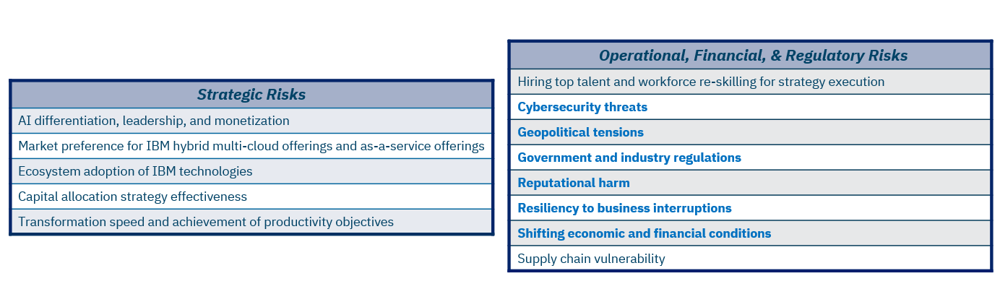 Strategic Risks
AI differentiation, leadership, and monetization
Market preference for IBM hybrid multi-cloud offerings and as-a-service offerings
Ecosystem adoption of IBM technologies
Capital allocation strategy effectiveness
Transformation speed and achievement of productivity objectives
Operational, Financial, & Regulatory Risks
Hiring top talent and workforce re-skilling for strategy execution
Cybersecurity threats
Geopolitical tensions
Government and industry regulations
Reputational harm
Resiliency to business interruptions
Shifting economic and financial conditions
Supply chain vulnerability